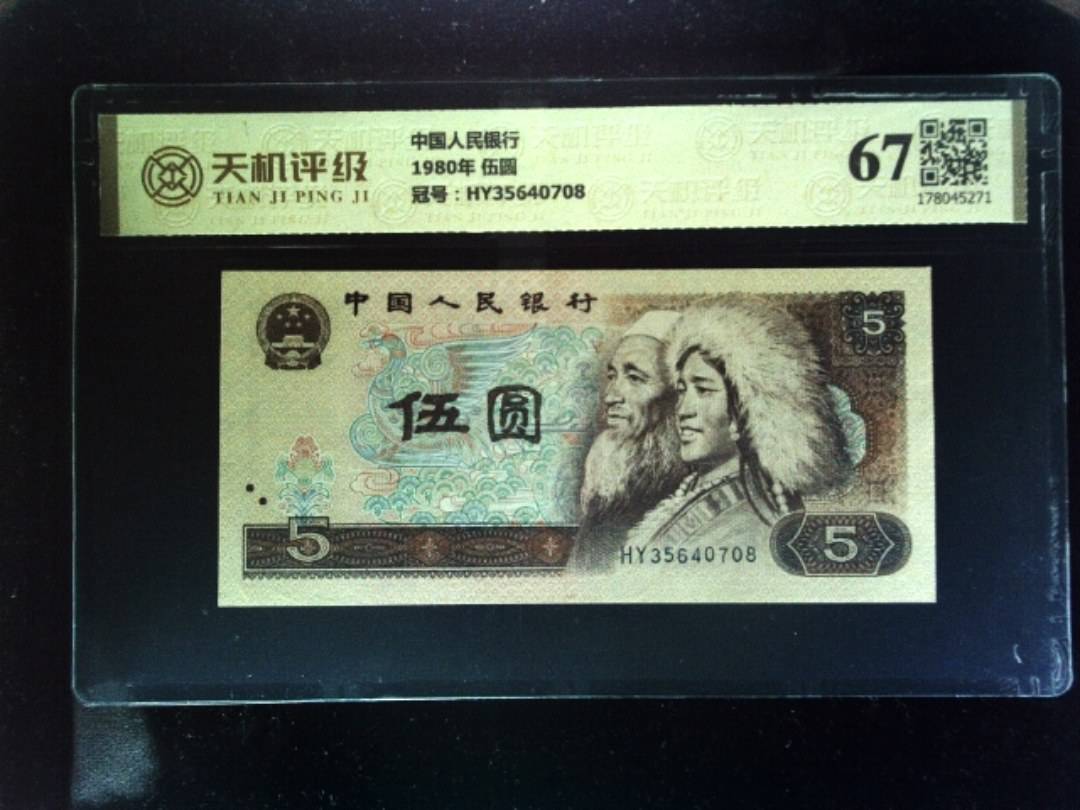 天机评级
TIAN JI PING JI
中国人民银行
1980年 伍圆
冠号：HY35640708
67
178045271
中国人民银行
5
伍圆
5
HY35640708
5